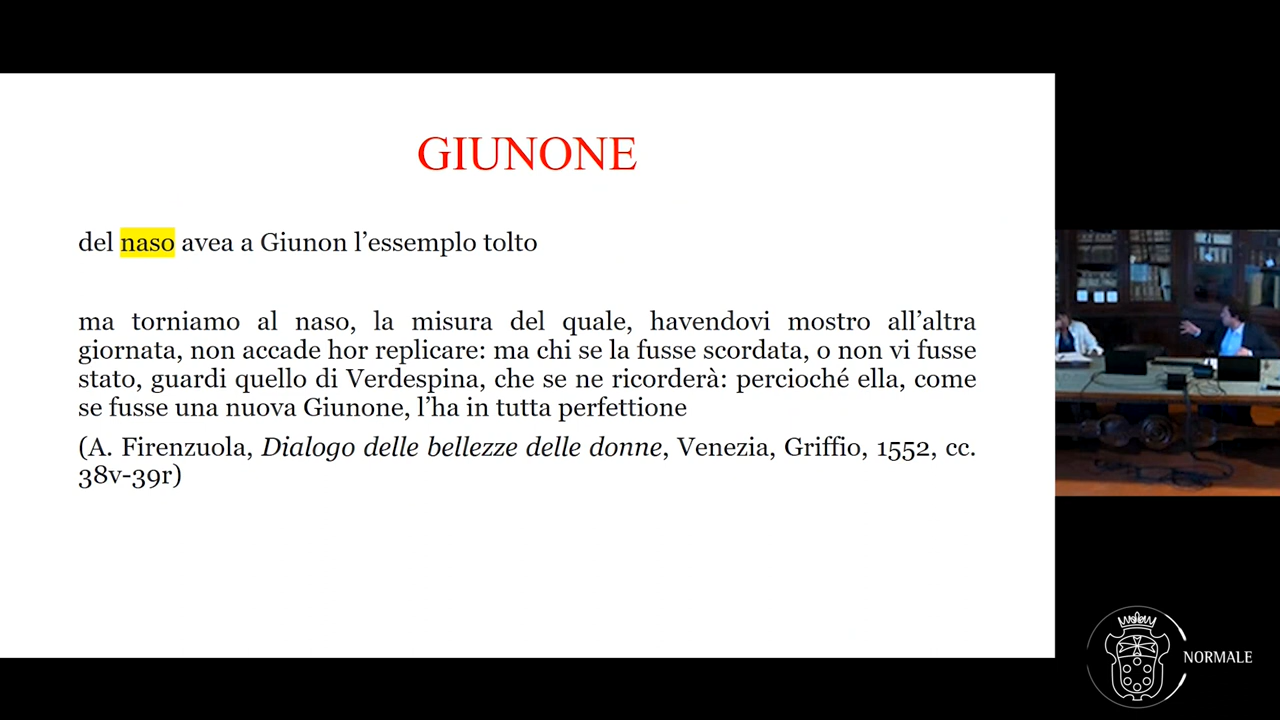 GIUNONE
del naso avea a Giunon l’essemplo tolto
ma torniamo al naso, la misura del quale, havendovi mostro all’altra
giornata, non accade hor replicare: ma chi se la fusse scordata, o non vi fusse
stato, guardi quello di Verdespina, che se ne ricorderà: percioché ella, come
se fusse una nuova Giunone, l’ha in tutta perfettione
(A. Firenzuola, Dialogo delle bellezze delle donne, Venezia, Griffio, 1552, cc.
38v-39r)
NORMALE